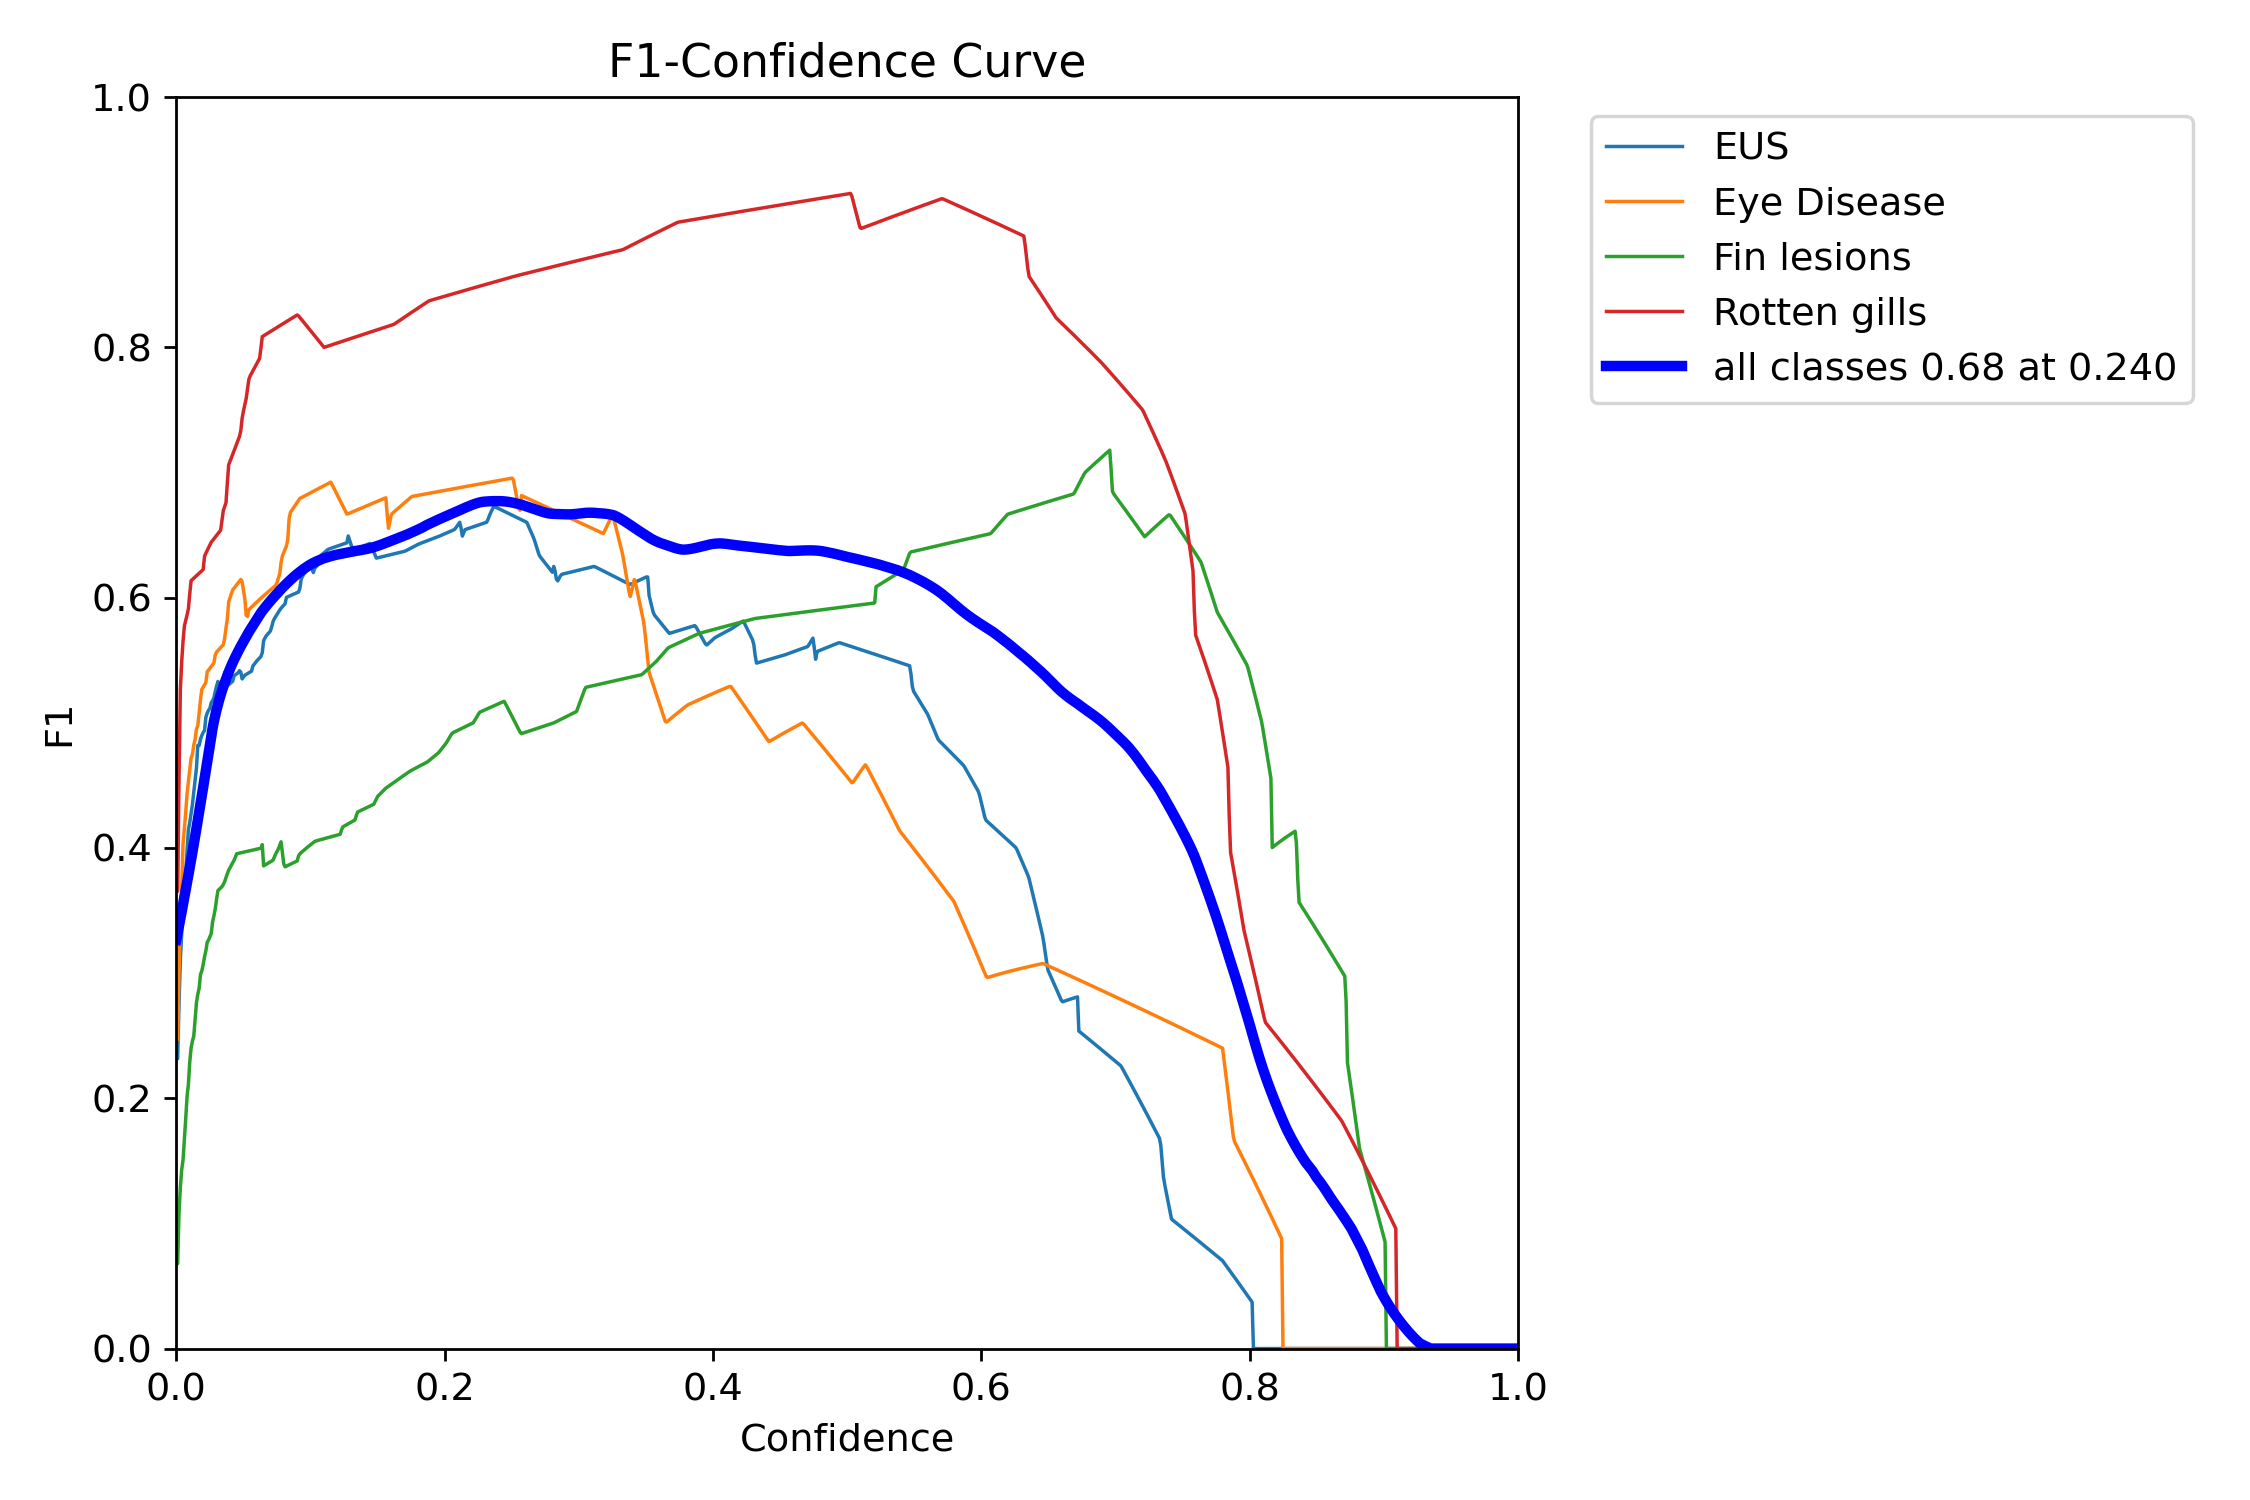 F1-Confidence Curve
1.0
0.8
0.6
0.4
0.2
0.0
F1
0.0 0.2 0.4 0.6 0.8 1.0
Confidence
EUS
Eye Disease
Fin lesions
Rotten gills
all classes 0.68 at 0.240